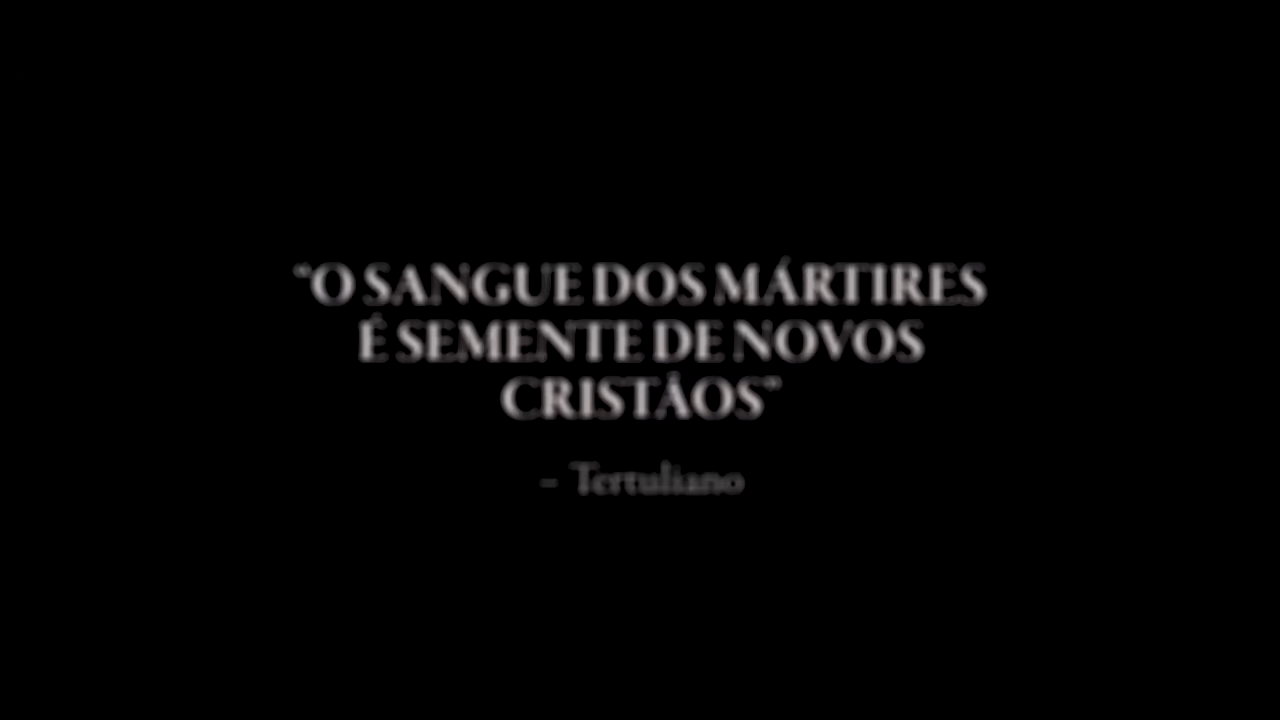 “O SANGUE DOS MÁRTIRES
É SEMENTE DE NOVOS
CRISTÃOS”
– Tertuliano